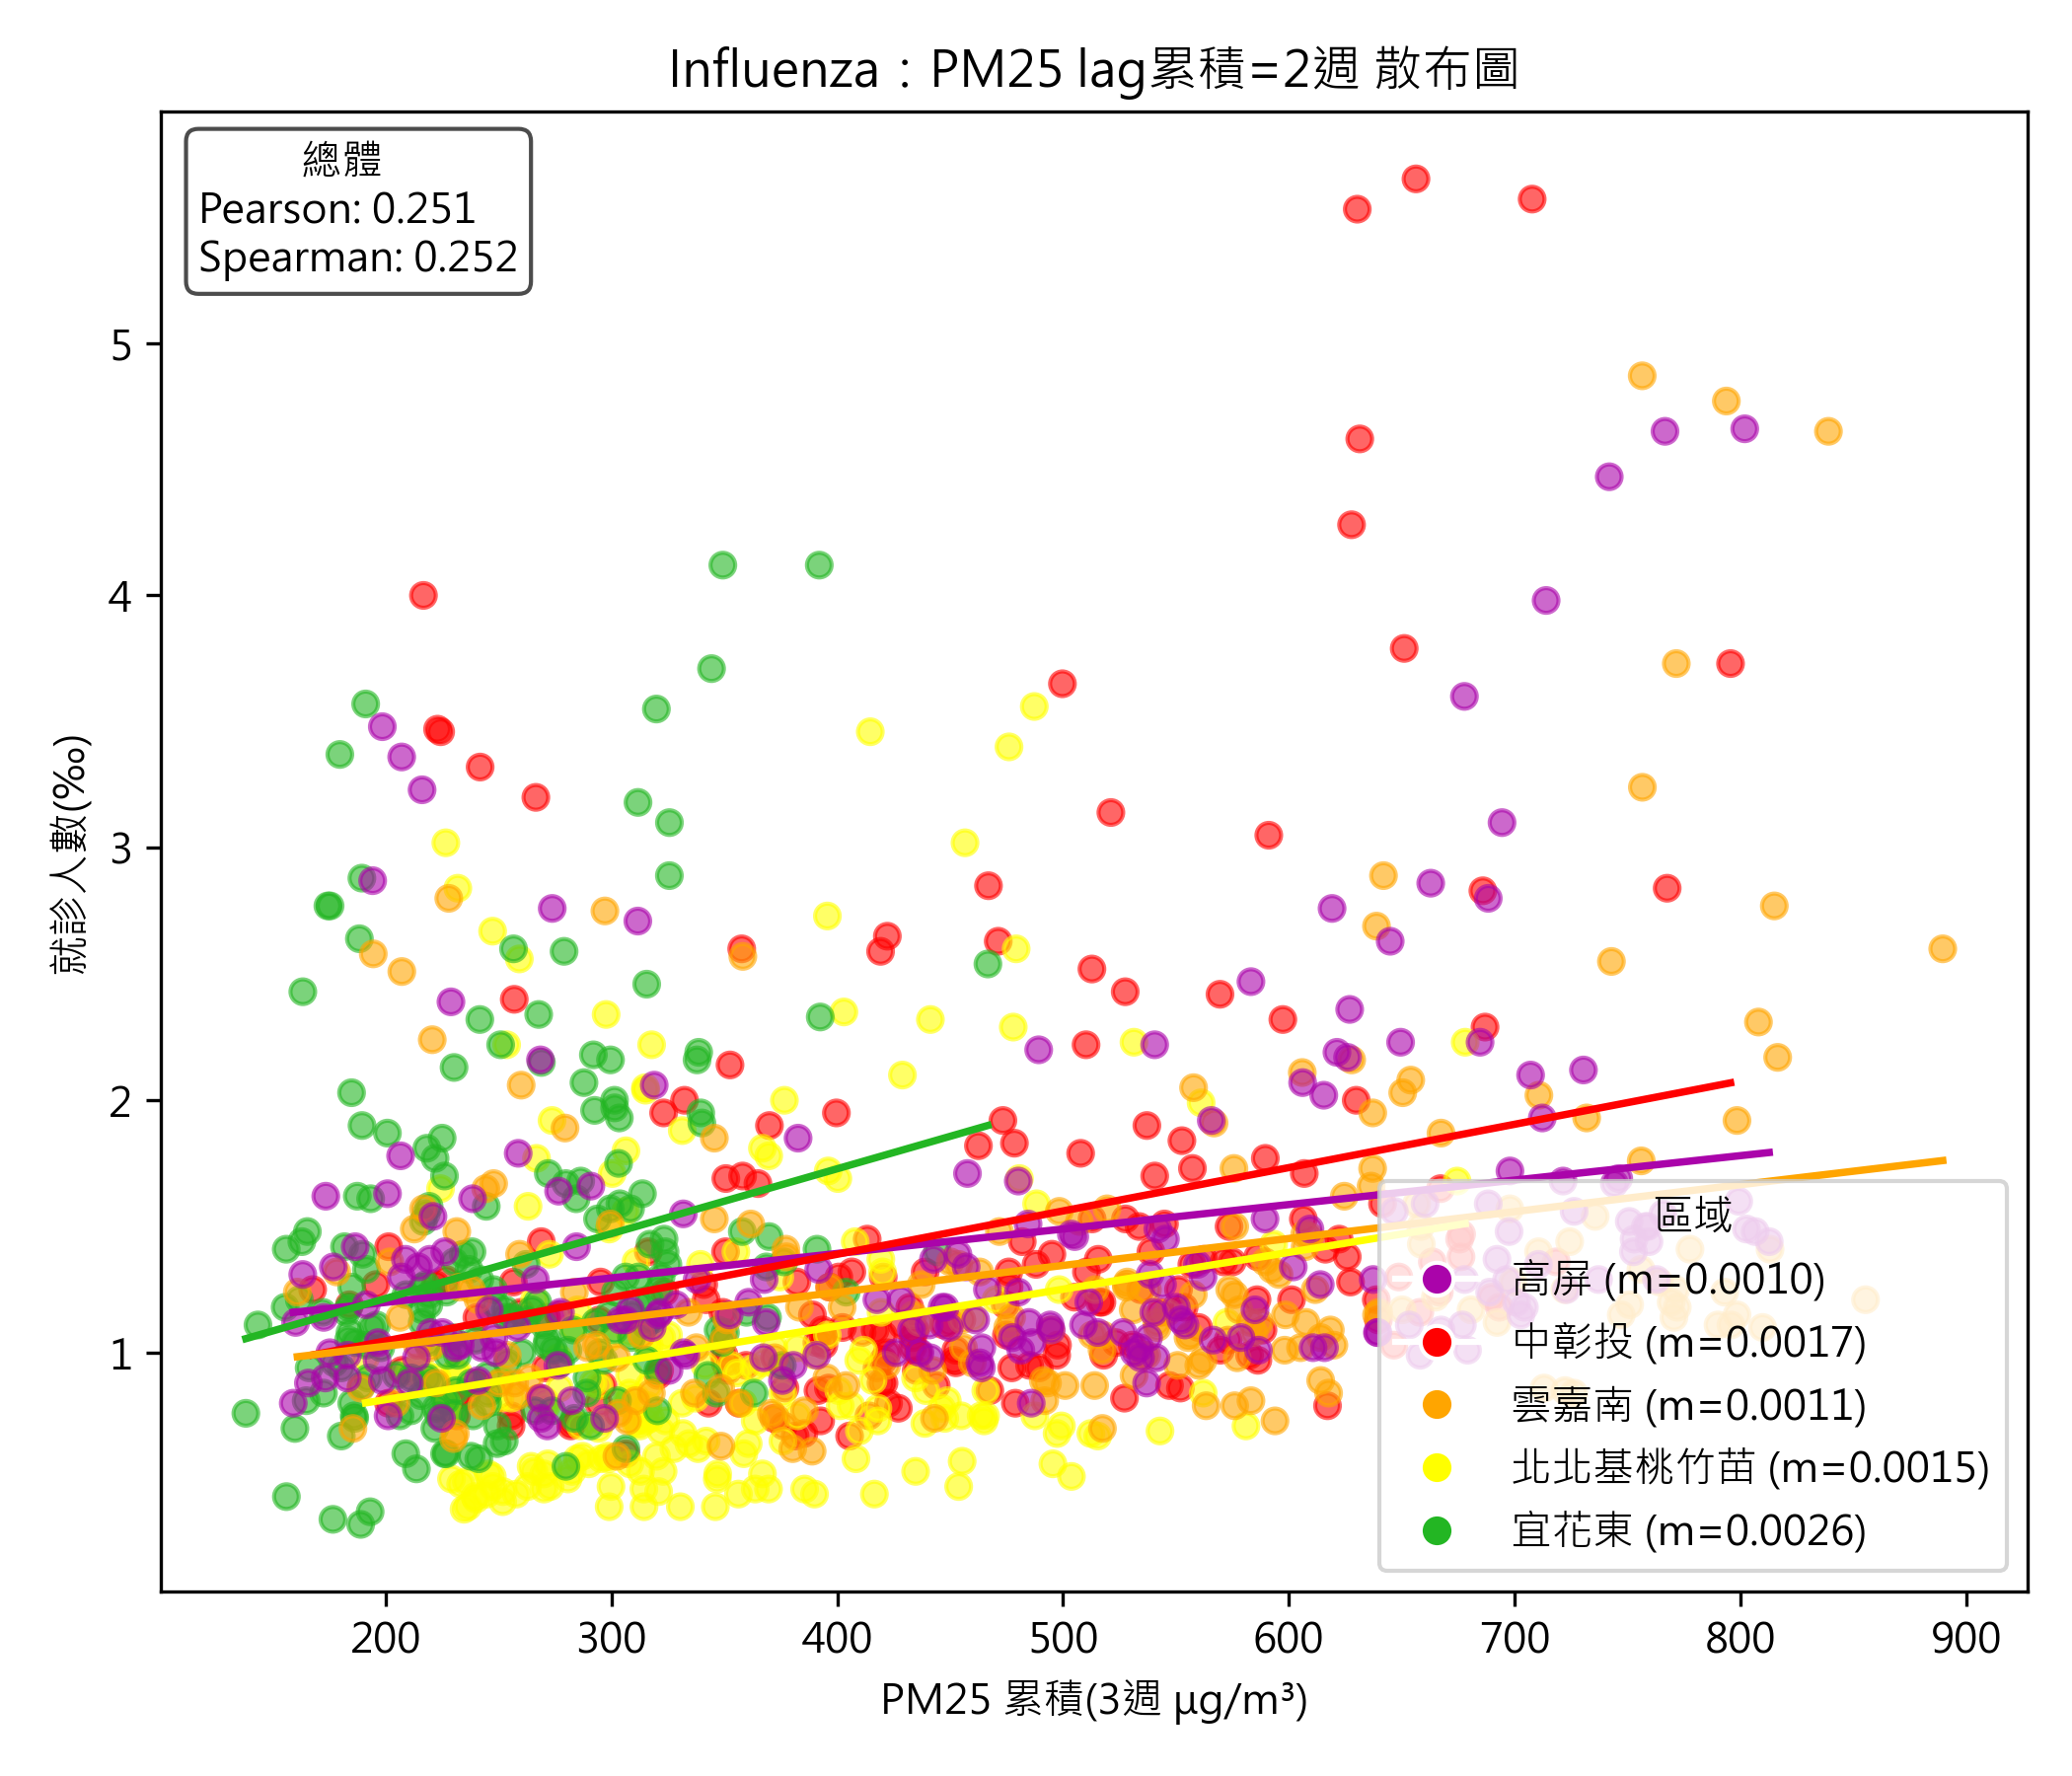 Influenza：PM25 lag累積=2週 散布圖
總體
Pearson: 0.251
Spearman: 0.252
就診人數(‰)
5
4
3
2
1
區域
高屏 (m=0.0010)
中彰投 (m=0.0017)
雲嘉南 (m=0.0011)
北北基桃竹苗 (m=0.0015)
宜花東 (m=0.0026)
200 300 400 500 600 700 800 900
PM25 累積(3週 μg/m³)